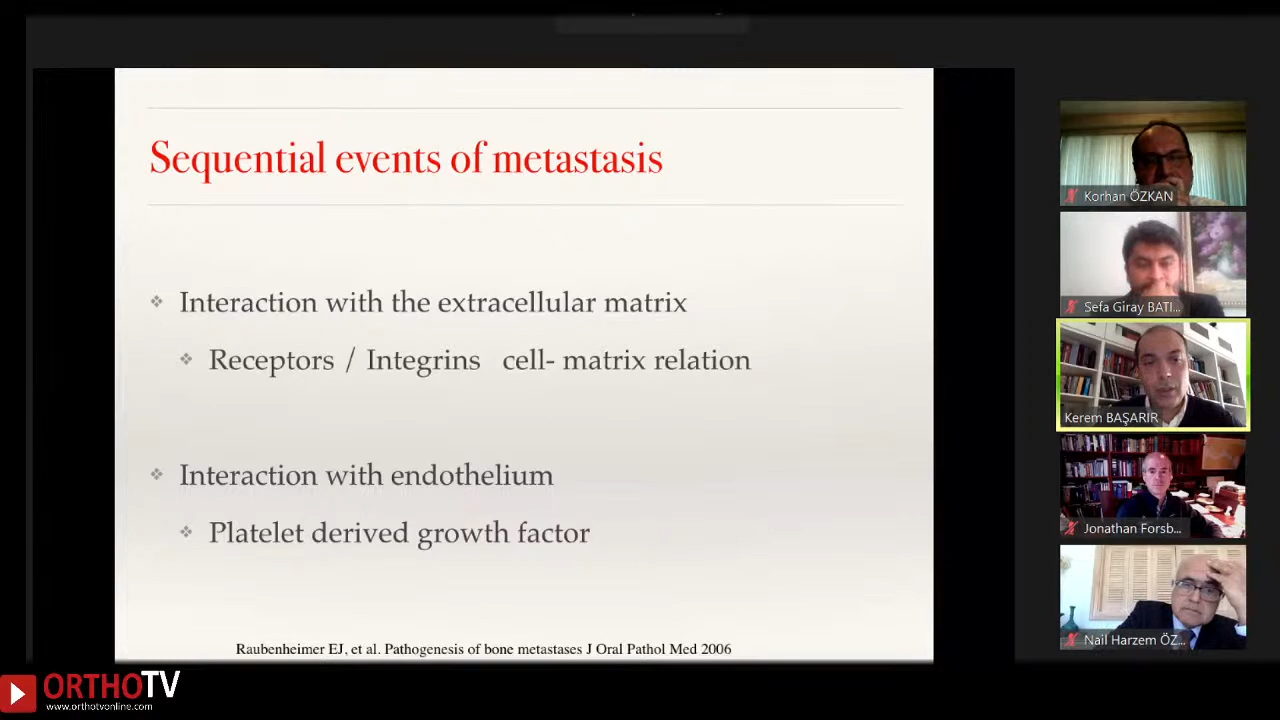 Sequential events of metastasis
Interaction with the extracellular matrix
Receptors / Integrins cell- matrix relation
Interaction with endothelium
Platelet derived growth factor
Raubenheimer EJ, et al. Pathogenesis of bone metastases J Oral Pathol Med 2006
Korhan ÖZKAN
Sefa Giray BATI...
Kerem BAŞARIR
Jonathan Forsb...
Nail Harzem ÖZ...
ORTHOTV
www.orthotvonline.com